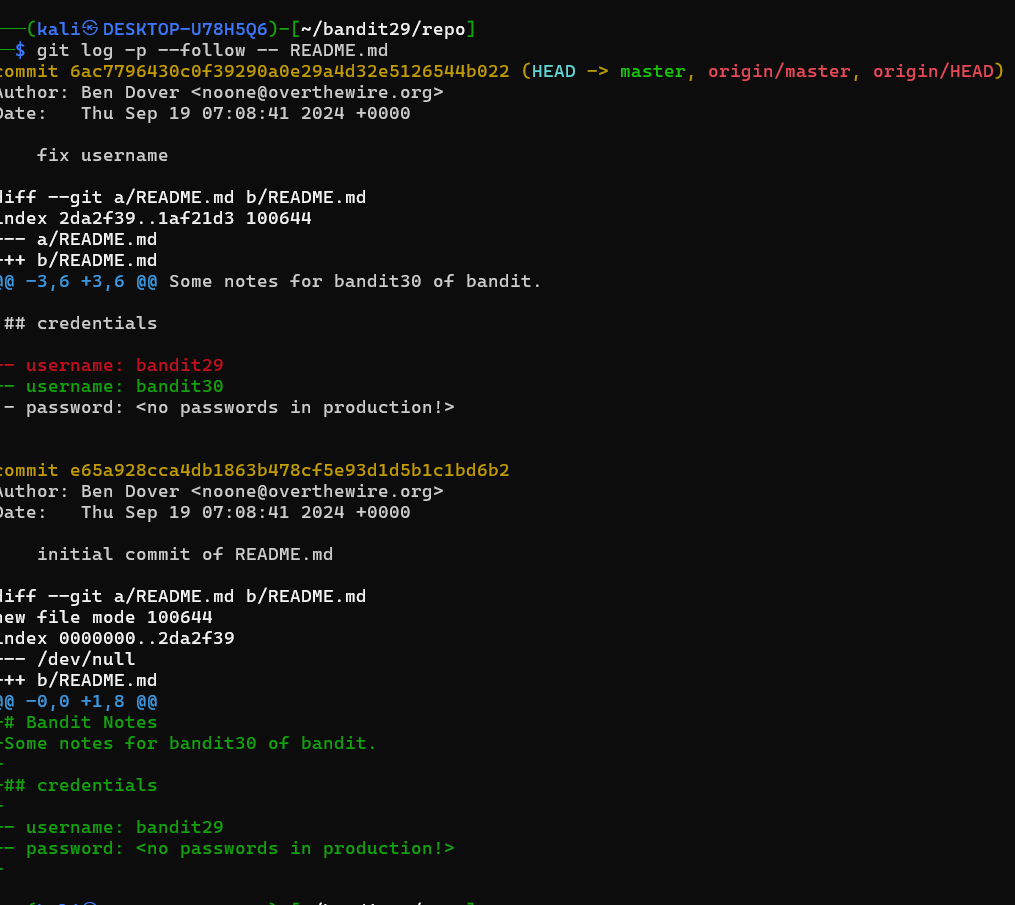 (kali㉿DESKTOP-U78H5Q6)-[~/bandit29/repo]
$ git log -p --follow -- README.md
commit 6ac7796430c0f39290a0e29a4d32e5126544b022 (HEAD -> master, origin/master, origin/HEAD)
Author: Ben Dover <noone@overthewire.org>
Date:   Thu Sep 19 07:08:41 2024 +0000
    fix username
diff --git a/README.md b/README.md
index 2da2f39..1af21d3 100644
--- a/README.md
+++ b/README.md
@@ -3,6 +3,6 @@ Some notes for bandit30 of bandit.
 ## credentials
-- username: bandit29
+- username: bandit30
 - password: <no passwords in production!>
commit e65a928cca4db1863b478cf5e93d1d5b1c1bd6b2
Author: Ben Dover <noone@overthewire.org>
Date:   Thu Sep 19 07:08:41 2024 +0000
    initial commit of README.md
diff --git a/README.md b/README.md
new file mode 100644
index 0000000..2da2f39
--- /dev/null
+++ b/README.md
@@ -0,0 +1,8 @@
+# Bandit Notes
+Some notes for bandit30 of bandit.
+
+## credentials
+
+- username: bandit29
+- password: <no passwords in production!>
+